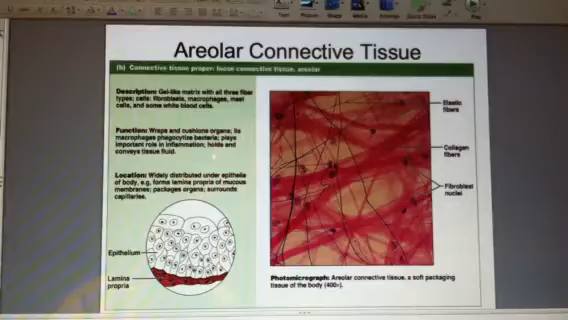 Areolar Connective Tissue
(b) Connective tissue proper: loose connective tissue, areolar
Description: Gel-like matrix with all three fiber
types; cells: fibroblasts, macrophages, mast
cells, and some white blood cells.
Function: Wraps and cushions organs; its
macrophages phagocytize bacteria; plays
important role in inflammation; holds and
conveys tissue fluid.
Location: Widely distributed under epithelia
of body, e.g, forms lamina propria of mucous
membranes; packages organs; surrounds
capillaries.
Epithelium
Lamina
propria
Elastic
fibers
Collagen
fibers
Fibroblast
nuclei
Photomicrograph: Areolar connective tissue, a soft packaging
tissue of the body (400×).